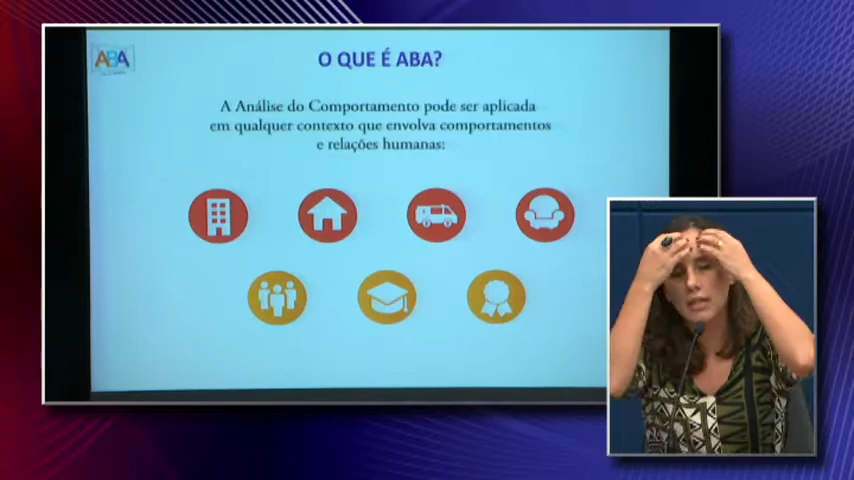 ABA
O QUE É ABA?
A Análise do Comportamento pode ser aplicada
em qualquer contexto que envolva comportamentos
e relações humanas: